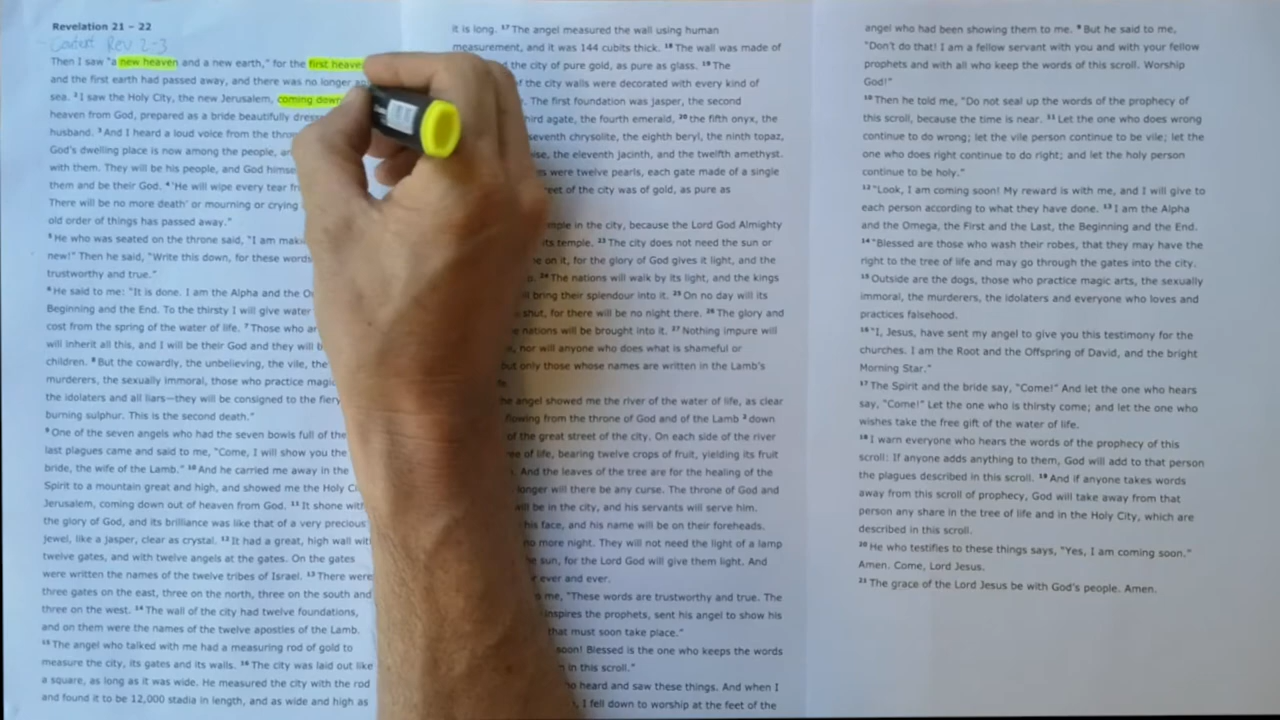 Revelation 21 – 22
Context Rev 2-3
Then I saw "a new heaven and a new earth," for the first heaven
and the first earth had passed away, and there was no longer any
sea. ² I saw the Holy City, the new Jerusalem, coming down
heaven from God, prepared as a bride beautifully
husband. ³ And I heard a loud voice from the
God's dwelling place is now among the people,
with them. They will be his people, and God
them and be their God. ⁴ 'He will wipe every tear
There will be no more death' or mourning or crying
old order of things has passed away."
⁵ He who was seated on the throne said, "I am
new!" Then he said, "Write this down, for these words
trustworthy and true."
⁶ He said to me: "It is done. I am the Alpha and the
Beginning and the End. To the thirsty I will give water
cost from the spring of the water of life. ⁷ Those who
will inherit all this, and I will be their God and they will
children. ⁸ But the cowardly, the unbelieving, the vile, the
murderers, the sexually immoral, those who practice
the idolaters and all liars—they will be consigned to the fiery
burning sulphur. This is the second death."
⁹ One of the seven angels who had the seven bowls full of the
last plagues came and said to me, "Come, I will show you the
bride, the wife of the Lamb." ¹⁰ And he carried me away in the
Spirit to a mountain great and high, and showed me the Holy
Jerusalem, coming down out of heaven from God. ¹¹ It shone with
the glory of God, and its brilliance was like that of a very precious
jewel, like a jasper, clear as crystal. ¹² It had a great, high wall with
twelve gates, and with twelve angels at the gates. On the gates
were written the names of the twelve tribes of Israel. ¹³ There were
three gates on the east, three on the north, three on the south and
three on the west. ¹⁴ The wall of the city had twelve foundations,
and on them were the names of the twelve apostles of the Lamb.
¹⁵ The angel who talked with me had a measuring rod of gold to
measure the city, its gates and its walls. ¹⁶ The city was laid out like
a square, as long as it was wide. He measured the city with the rod
and found it to be 12,000 stadia in length, and as wide and high as
it is long. ¹⁷ The angel measured the wall using human
measurement, and it was 144 cubits thick. ¹⁸ The wall was made of
the city of pure gold, as pure as glass. ¹⁹ The
of the city walls were decorated with every kind of
The first foundation was jasper, the second
third agate, the fourth emerald, ²⁰ the fifth onyx, the
seventh chrysolite, the eighth beryl, the ninth topaz,
the eleventh jacinth, and the twelfth amethyst.
were twelve pearls, each gate made of a single
street of the city was of gold, as pure as
temple in the city, because the Lord God Almighty
its temple. ²³ The city does not need the sun or
on it, for the glory of God gives it light, and the
²⁴ The nations will walk by its light, and the kings
bring their splendour into it. ²⁵ On no day will its
shut, for there will be no night there. ²⁶ The glory and
nations will be brought into it. ²⁷ Nothing impure will
nor will anyone who does what is shameful or
but only those whose names are written in the Lamb's
the angel showed me the river of the water of life, as clear
flowing from the throne of God and of the Lamb ² down
of the great street of the city. On each side of the river
tree of life, bearing twelve crops of fruit, yielding its fruit
And the leaves of the tree are for the healing of the
longer will there be any curse. The throne of God and
will be in the city, and his servants will serve him.
his face, and his name will be on their foreheads.
no more night. They will not need the light of a lamp
sun, for the Lord God will give them light. And
ever and ever.
me, "These words are trustworthy and true. The
inspires the prophets, sent his angel to show his
that must soon take place."
soon! Blessed is the one who keeps the words
in this scroll."
who heard and saw these things. And when I
I fell down to worship at the feet of the
angel who had been showing them to me. ⁹ But he said to me,
"Don't do that! I am a fellow servant with you and with your fellow
prophets and with all who keep the words of this scroll. Worship
God!"
¹⁰ Then he told me, "Do not seal up the words of the prophecy of
this scroll, because the time is near. ¹¹ Let the one who does wrong
continue to do wrong; let the vile person continue to be vile; let the
one who does right continue to do right; and let the holy person
continue to be holy."
¹² "Look, I am coming soon! My reward is with me, and I will give to
each person according to what they have done. ¹³ I am the Alpha
and the Omega, the First and the Last, the Beginning and the End.
¹⁴ "Blessed are those who wash their robes, that they may have the
right to the tree of life and may go through the gates into the city.
¹⁵ Outside are the dogs, those who practice magic arts, the sexually
immoral, the murderers, the idolaters and everyone who loves and
practices falsehood.
¹⁶ "I, Jesus, have sent my angel to give you this testimony for the
churches. I am the Root and the Offspring of David, and the bright
Morning Star."
¹⁷ The Spirit and the bride say, "Come!" And let the one who hears
say, "Come!" Let the one who is thirsty come; and let the one who
wishes take the free gift of the water of life.
¹⁸ I warn everyone who hears the words of the prophecy of this
scroll: If anyone adds anything to them, God will add to that person
the plagues described in this scroll. ¹⁹ And if anyone takes words
away from this scroll of prophecy, God will take away from that
person any share in the tree of life and in the Holy City, which are
described in this scroll.
²⁰ He who testifies to these things says, "Yes, I am coming soon."
Amen. Come, Lord Jesus.
²¹ The grace of the Lord Jesus be with God's people. Amen.